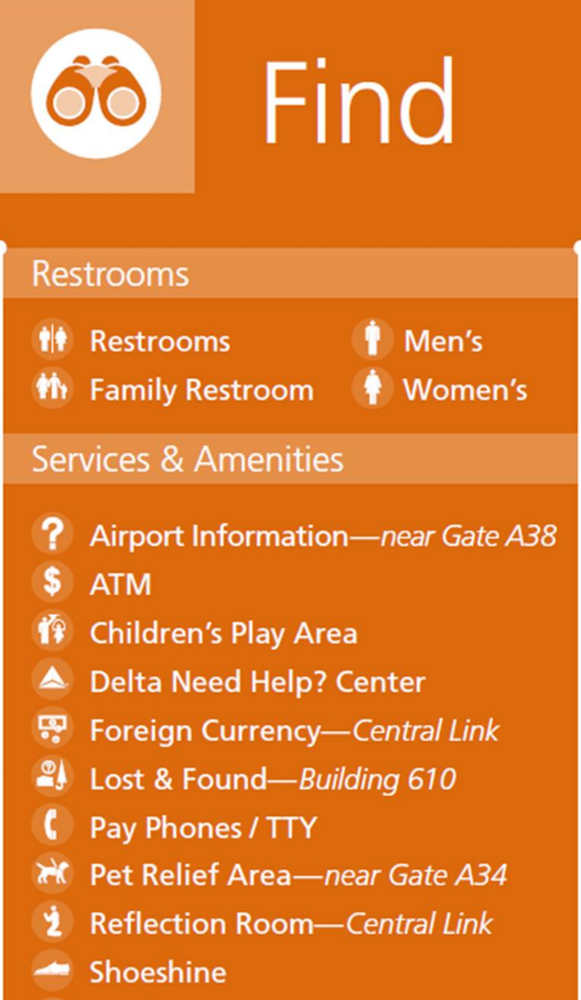 Find
Restrooms
Restrooms
Men’s
Family Restroom
Women’s
Services & Amenities
? Airport Information—near Gate A38
$ ATM
Children’s Play Area
Delta Need Help? Center
Foreign Currency—Central Link
Lost & Found—Building 610
Pay Phones / TTY
Pet Relief Area—near Gate A34
Reflection Room—Central Link
Shoeshine